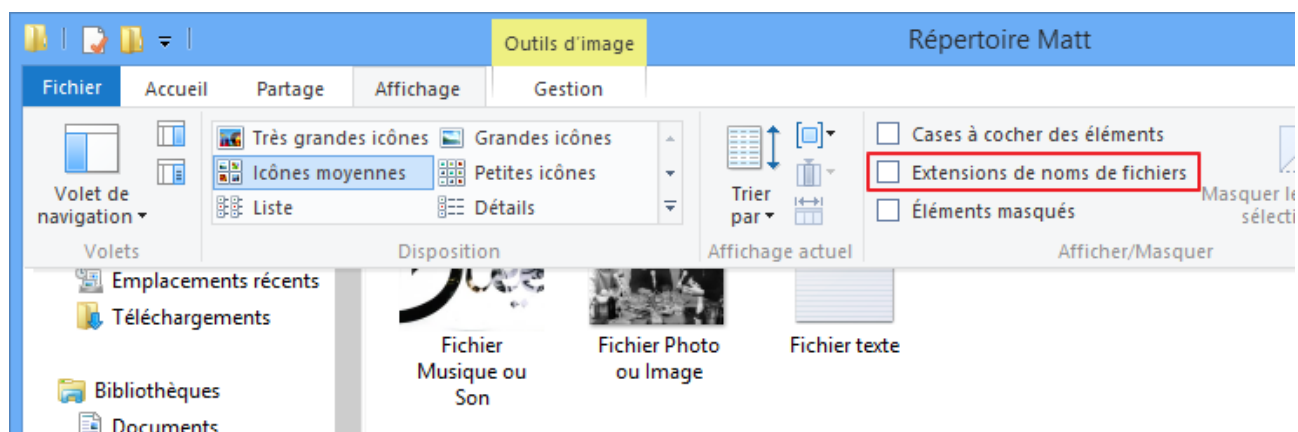 Outils d'image
Répertoire Matt
Fichier Accueil Partage Affichage Gestion
Très grandes icônes Grandes icônes
Icônes moyennes Petites icônes
Liste Détails
Volet de
navigation
Trier
par
Cases à cocher des éléments
Extensions de noms de fichiers
Éléments masqués
Masquer le
sélecti
Volets Disposition Affichage actuel Afficher/Masquer
Emplacements récents
Téléchargements
Bibliothèques
Documents
Fichier
Musique ou
Son
Fichier Photo
ou Image
Fichier texte